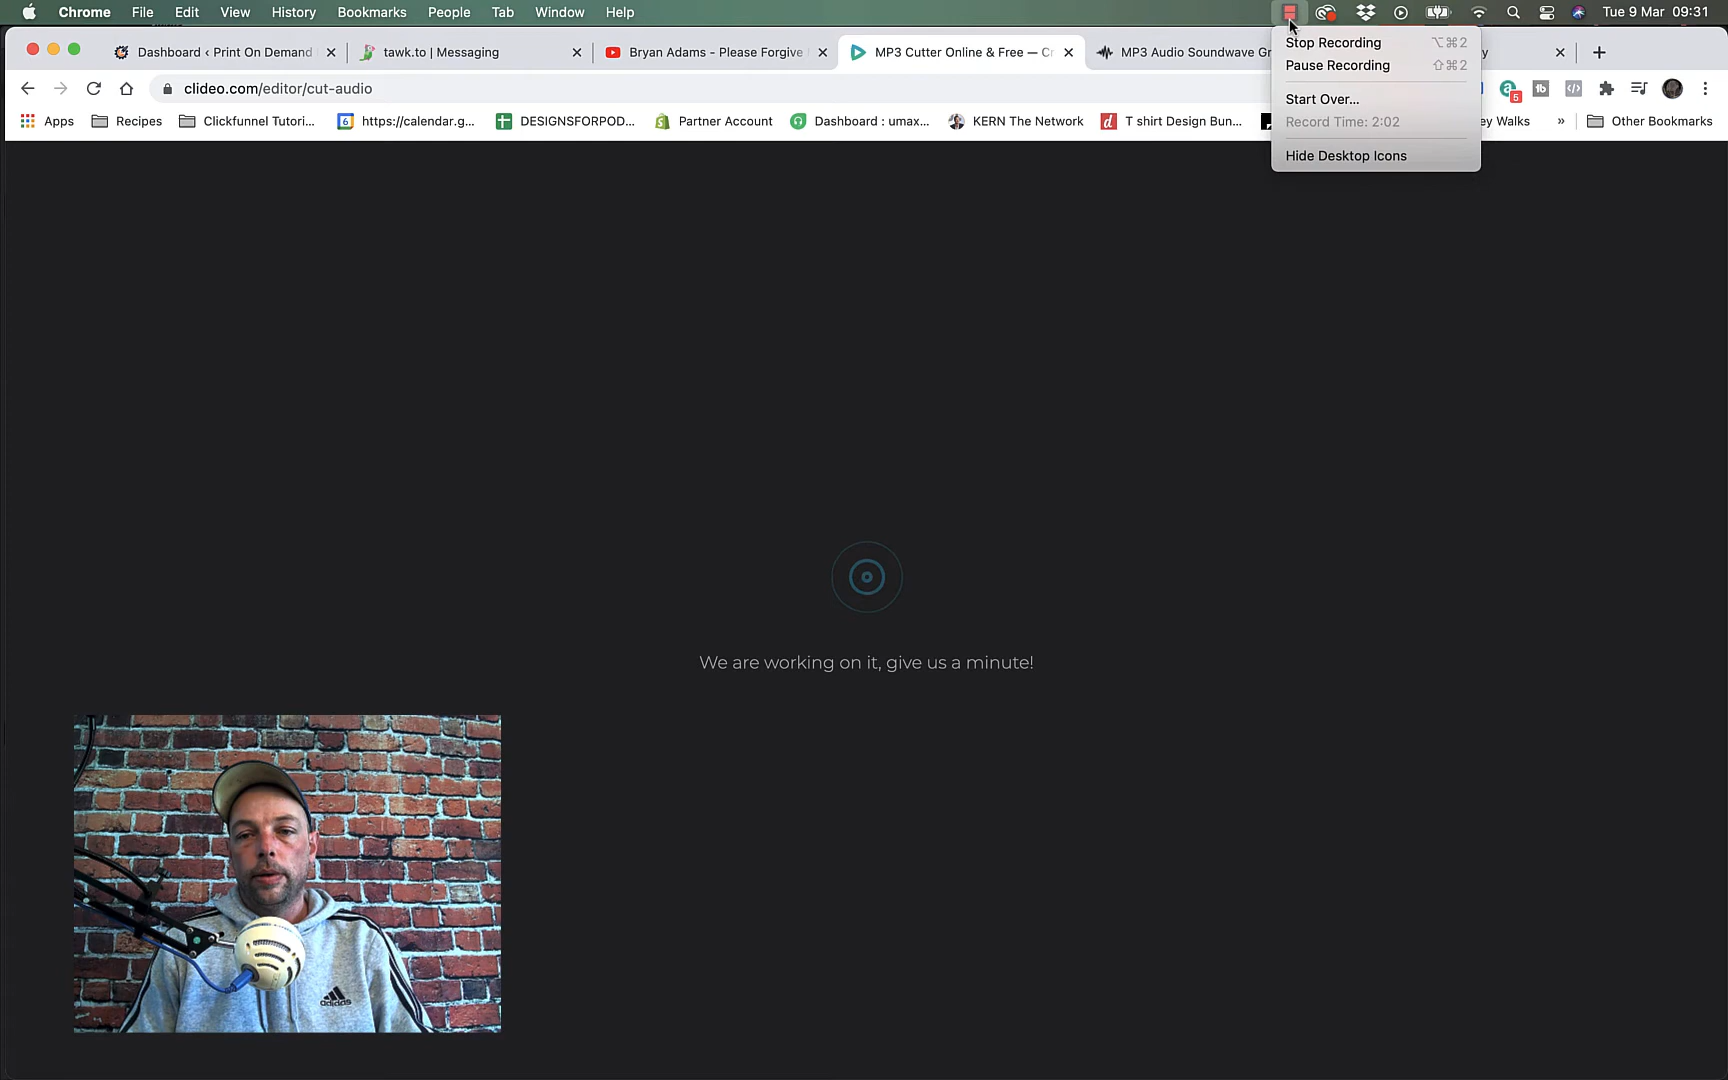 Chrome File Edit View History Bookmarks People Tab Window Help Tue 9 Mar 09:31
Dashboard ‹ Print On Demand tawk.to | Messaging Bryan Adams - Please Forgive MP3 Cutter Online & Free — Cr MP3 Audio Soundwave Gr y
Stop Recording ⌥⌘2
Pause Recording ⇧⌘2
Start Over...
Record Time: 2:02
Hide Desktop Icons
clideo.com/editor/cut-audio
5
Apps Recipes Clickfunnel Tutori... 6 https://calendar.g... DESIGNSFORPOD... Partner Account Dashboard : umax... KERN The Network T shirt Design Bun... ey Walks » Other Bookmarks
We are working on it, give us a minute!
adidas